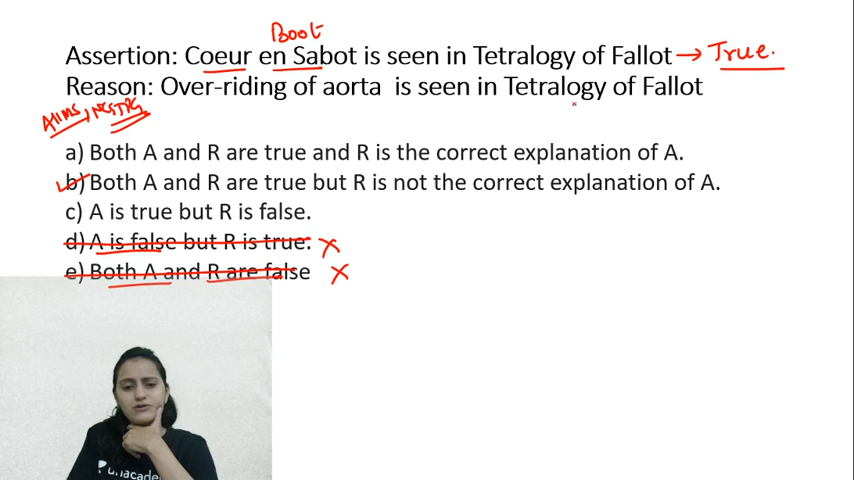 Boot
Assertion: Coeur en Sabot is seen in Tetralogy of Fallot → True.
Reason: Over-riding of aorta is seen in Tetralogy of Fallot
AIIMS, NEETPG
a) Both A and R are true and R is the correct explanation of A.
b) Both A and R are true but R is not the correct explanation of A.
c) A is true but R is false.
d) A is false but R is true. X
e) Both A and R are false X
unacade